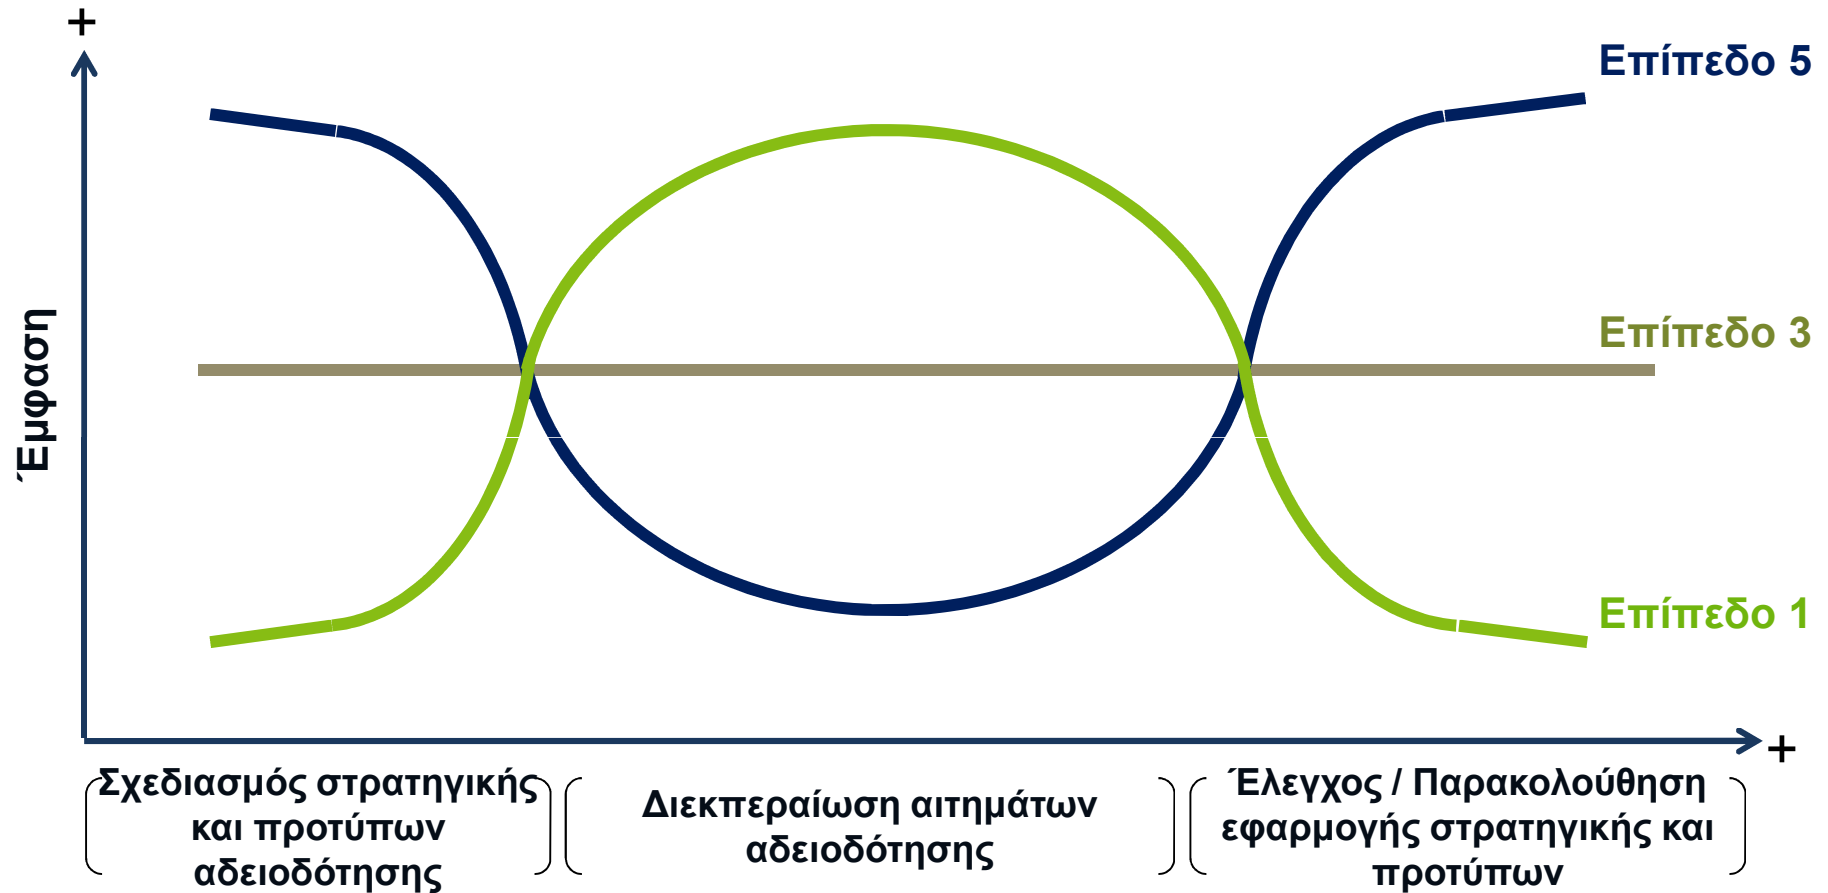 +
Επίπεδο 5
Έμφαση
Επίπεδο 3
Επίπεδο 1
+
Σχεδιασμός στρατηγικής
και προτύπων
αδειοδότησης
Διεκπεραίωση αιτημάτων
αδειοδότησης
Έλεγχος / Παρακολούθηση
εφαρμογής στρατηγικής και
προτύπων